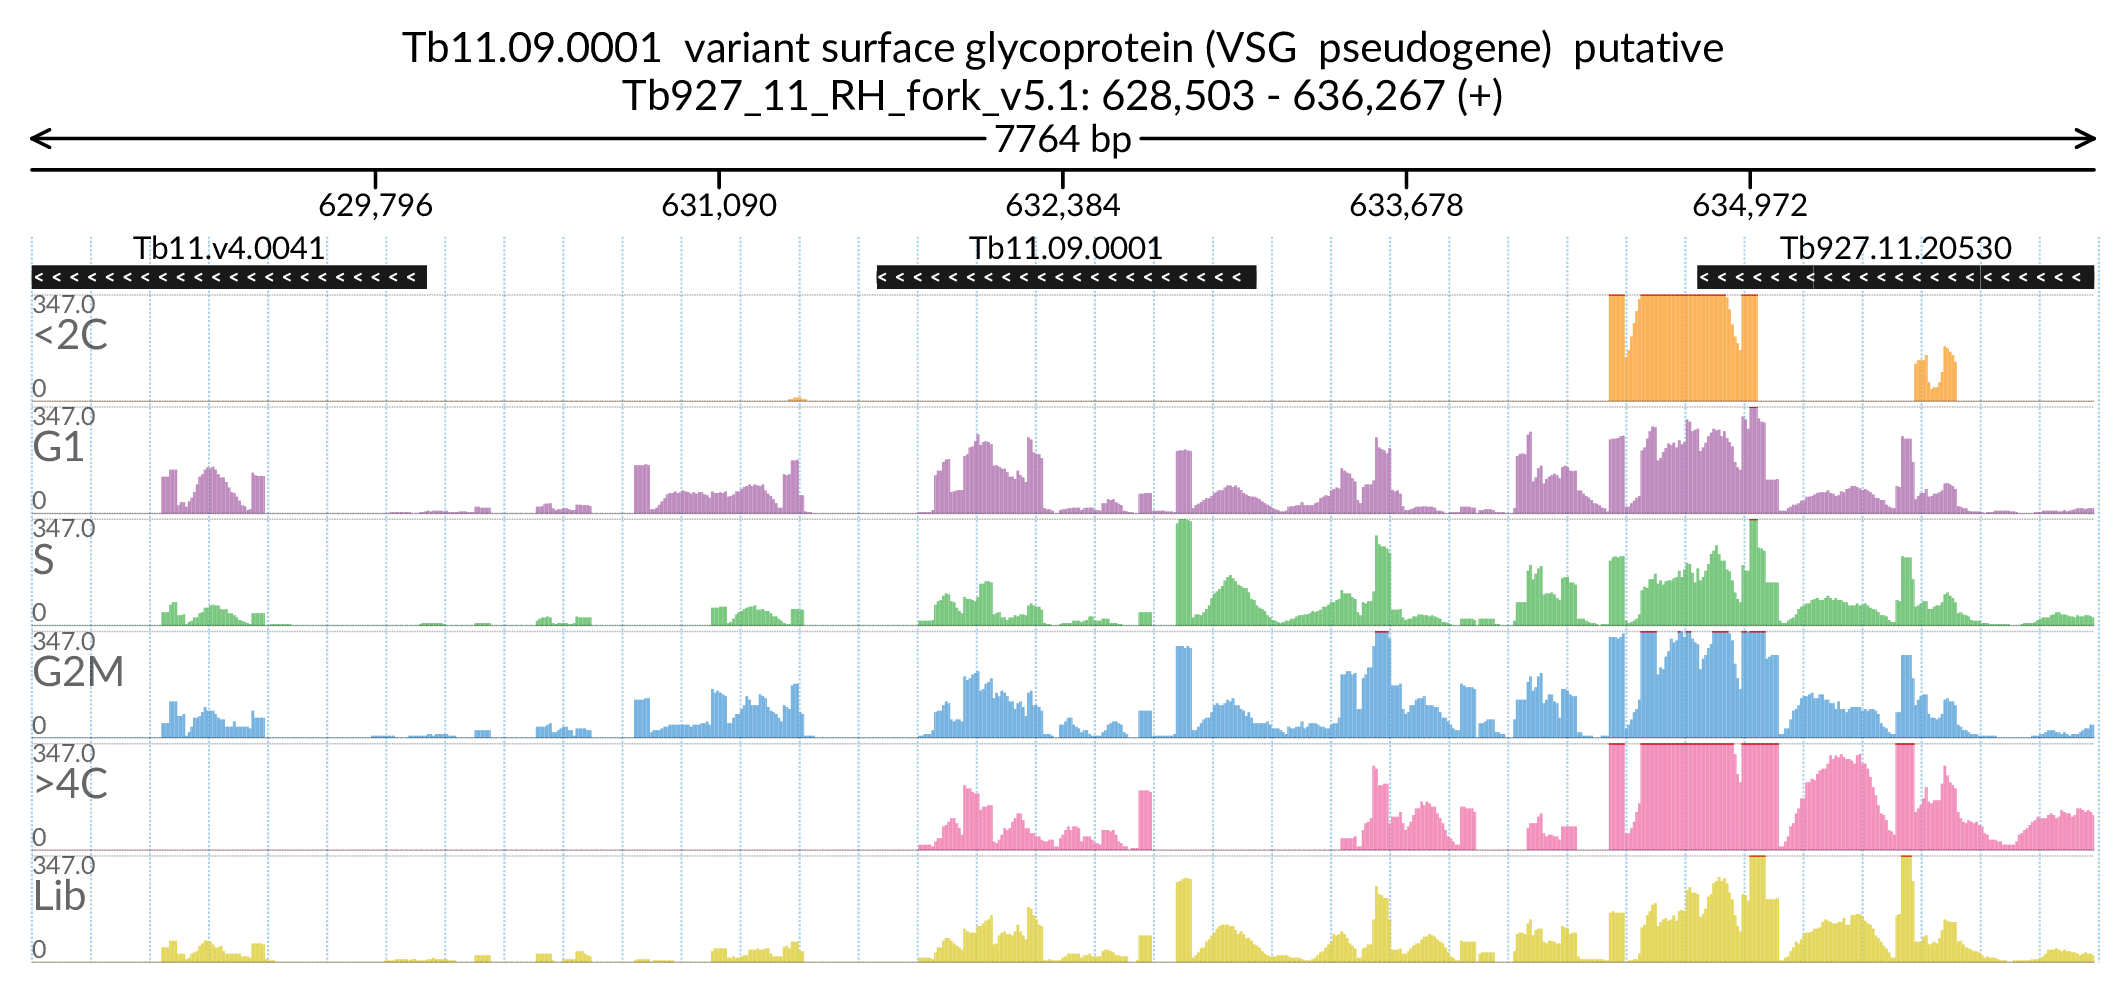 Tb11.09.0001  variant surface glycoprotein (VSG  pseudogene)  putative
Tb927_11_RH_fork_v5.1: 628,503 - 636,267 (+)
7764 bp
629,796 631,090 632,384 633,678 634,972
Tb11.v4.0041 Tb11.09.0001 Tb927.11.20530
347.0
<2C
0
347.0
G1
0
347.0
S
0
347.0
G2M
0
347.0
>4C
0
347.0
Lib
0